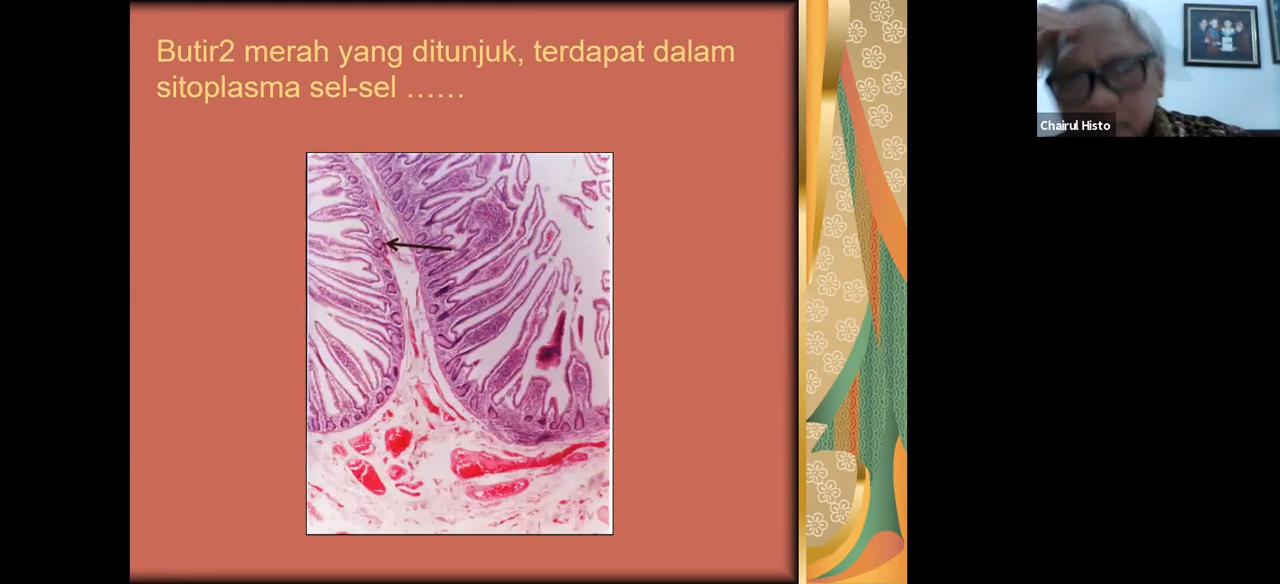 Butir2 merah yang ditunjuk, terdapat dalam
sitoplasma sel-sel ......
Chairul Histo